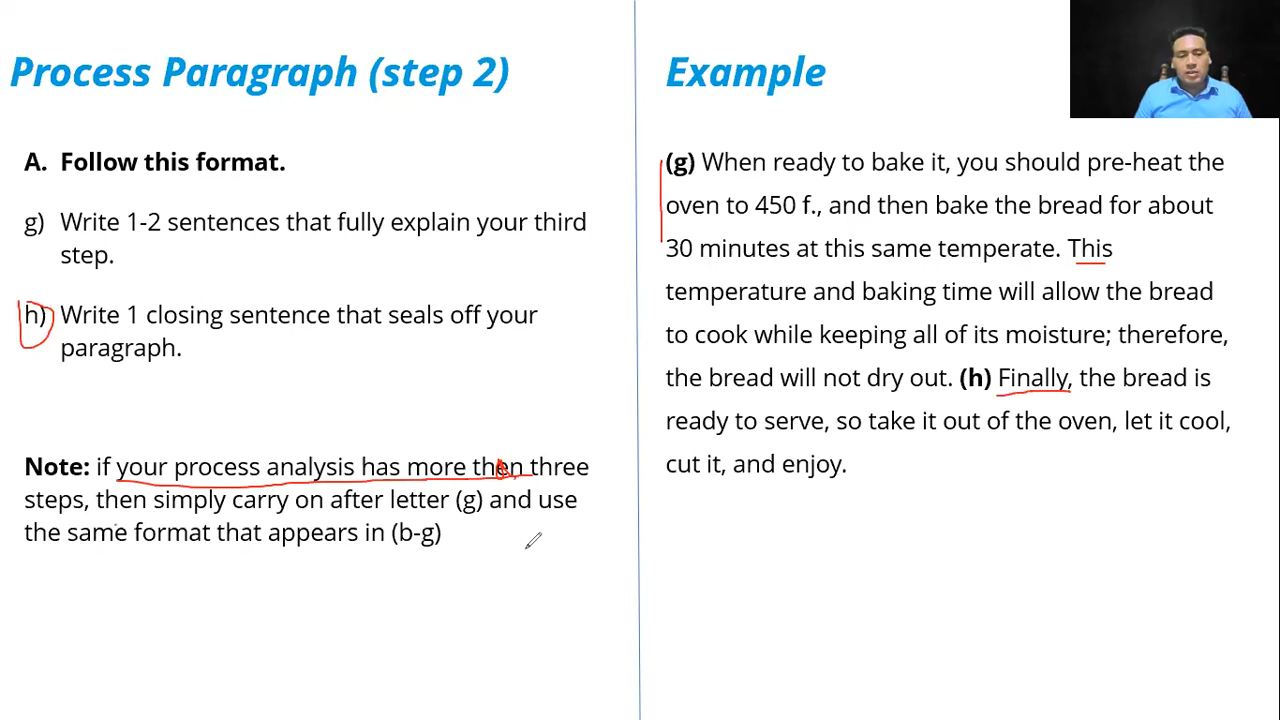 Process Paragraph (step 2)
A. Follow this format.
g) Write 1-2 sentences that fully explain your third
step.
h) Write 1 closing sentence that seals off your
paragraph.
Note: if your process analysis has more then three
steps, then simply carry on after letter (g) and use
the same format that appears in (b-g)
Example
(g) When ready to bake it, you should pre-heat the
oven to 450 f., and then bake the bread for about
30 minutes at this same temperate. This
temperature and baking time will allow the bread
to cook while keeping all of its moisture; therefore,
the bread will not dry out. (h) Finally, the bread is
ready to serve, so take it out of the oven, let it cool,
cut it, and enjoy.